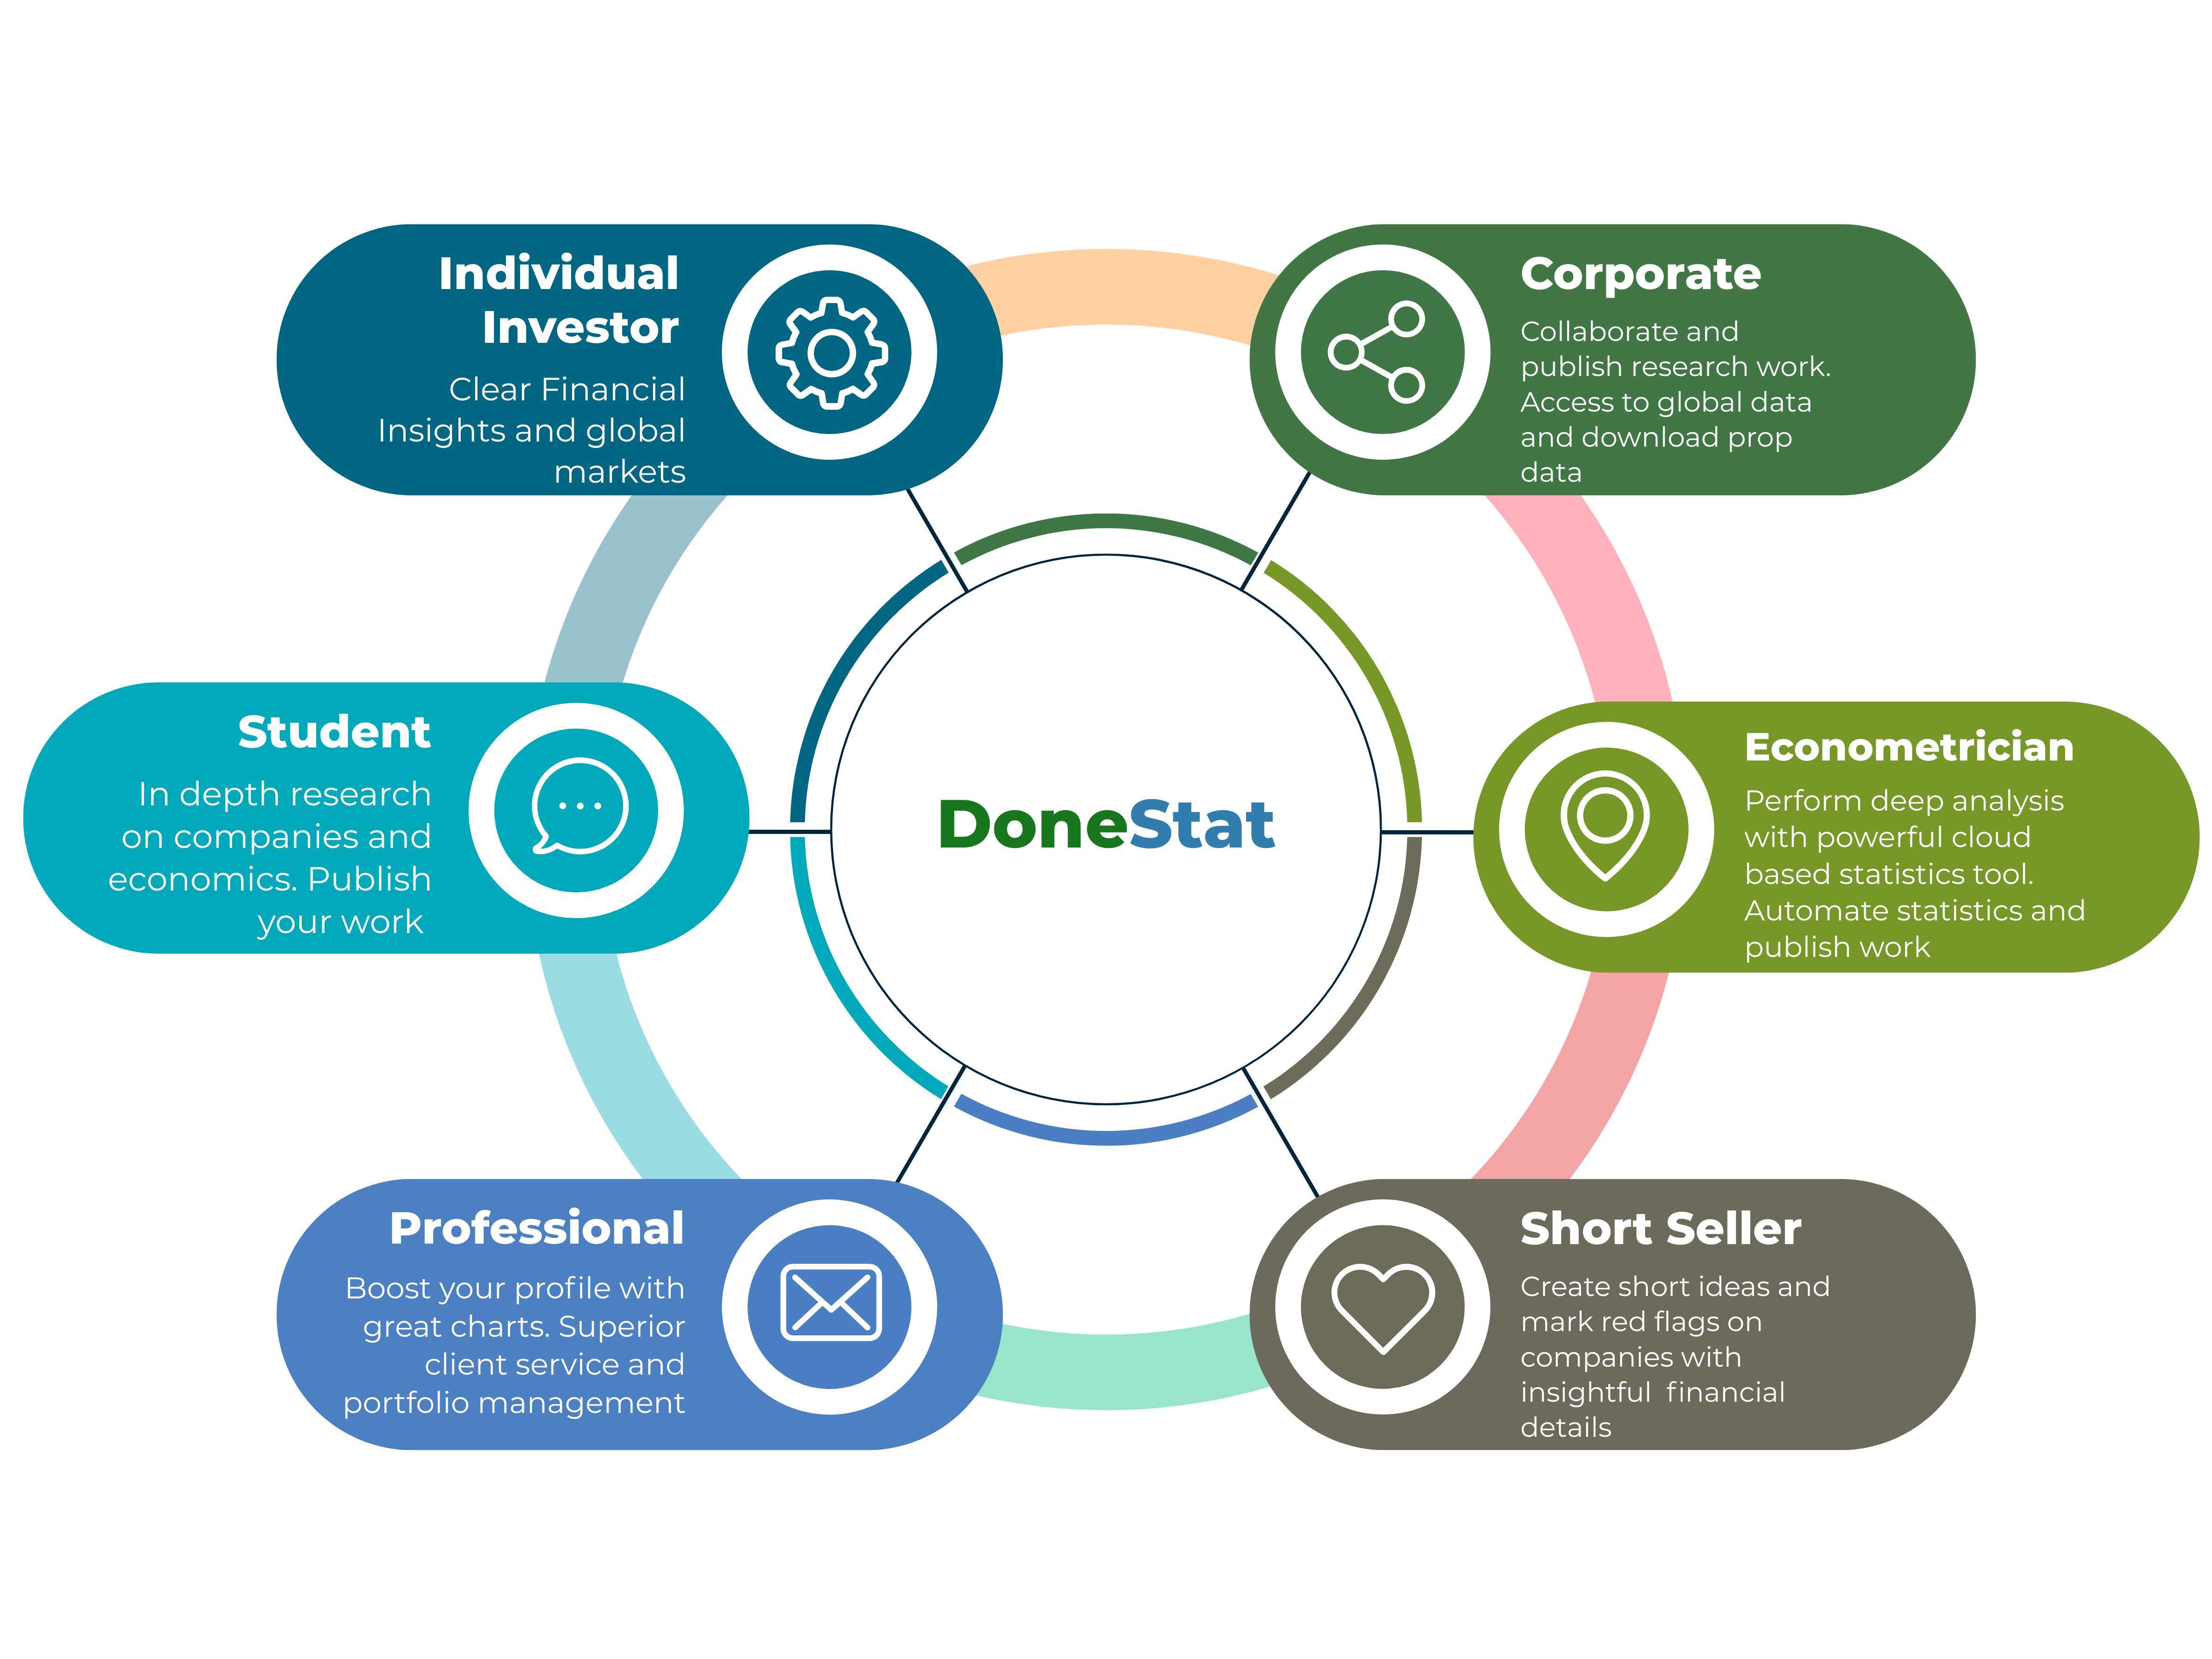 Individual
Investor
Clear Financial
Insights and global
markets
Corporate
Collaborate and
publish research work.
Access to global data
and download prop
data
Student
In depth research
on companies and
economics. Publish
your work
DoneStat
Econometrician
Perform deep analysis
with powerful cloud
based statistics tool.
Automate statistics and
publish work
Professional
Boost your profile with
great charts. Superior
client service and
portfolio management
Short Seller
Create short ideas and
mark red flags on
companies with
insightful  financial
details